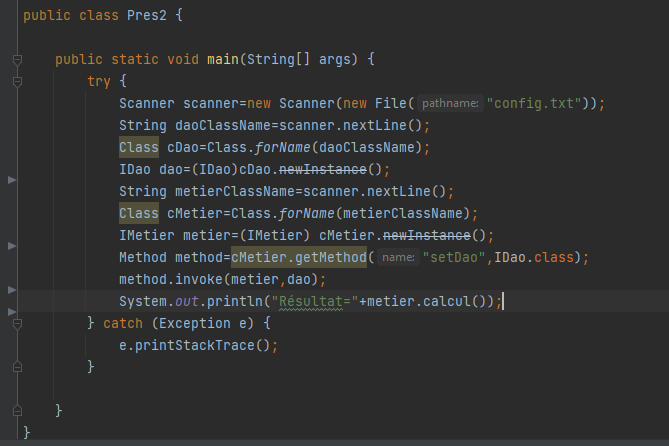 public class Pres2 {
public static void main(String[] args) {
try {
Scanner scanner=new Scanner(new File( pathname: "config.txt"));
String daoClassName=scanner.nextLine();
Class cDao=Class.forName(daoClassName);
IDao dao=(IDao)cDao.newInstance();
String metierClassName=scanner.nextLine();
Class cMetier=Class.forName(metierClassName);
IMetier metier=(IMetier) cMetier.newInstance();
Method method=cMetier.getMethod( name: "setDao",IDao.class);
method.invoke(metier,dao);
System.out.println("Résultat="+metier.calcul());
} catch (Exception e) {
e.printStackTrace();
}
}
}